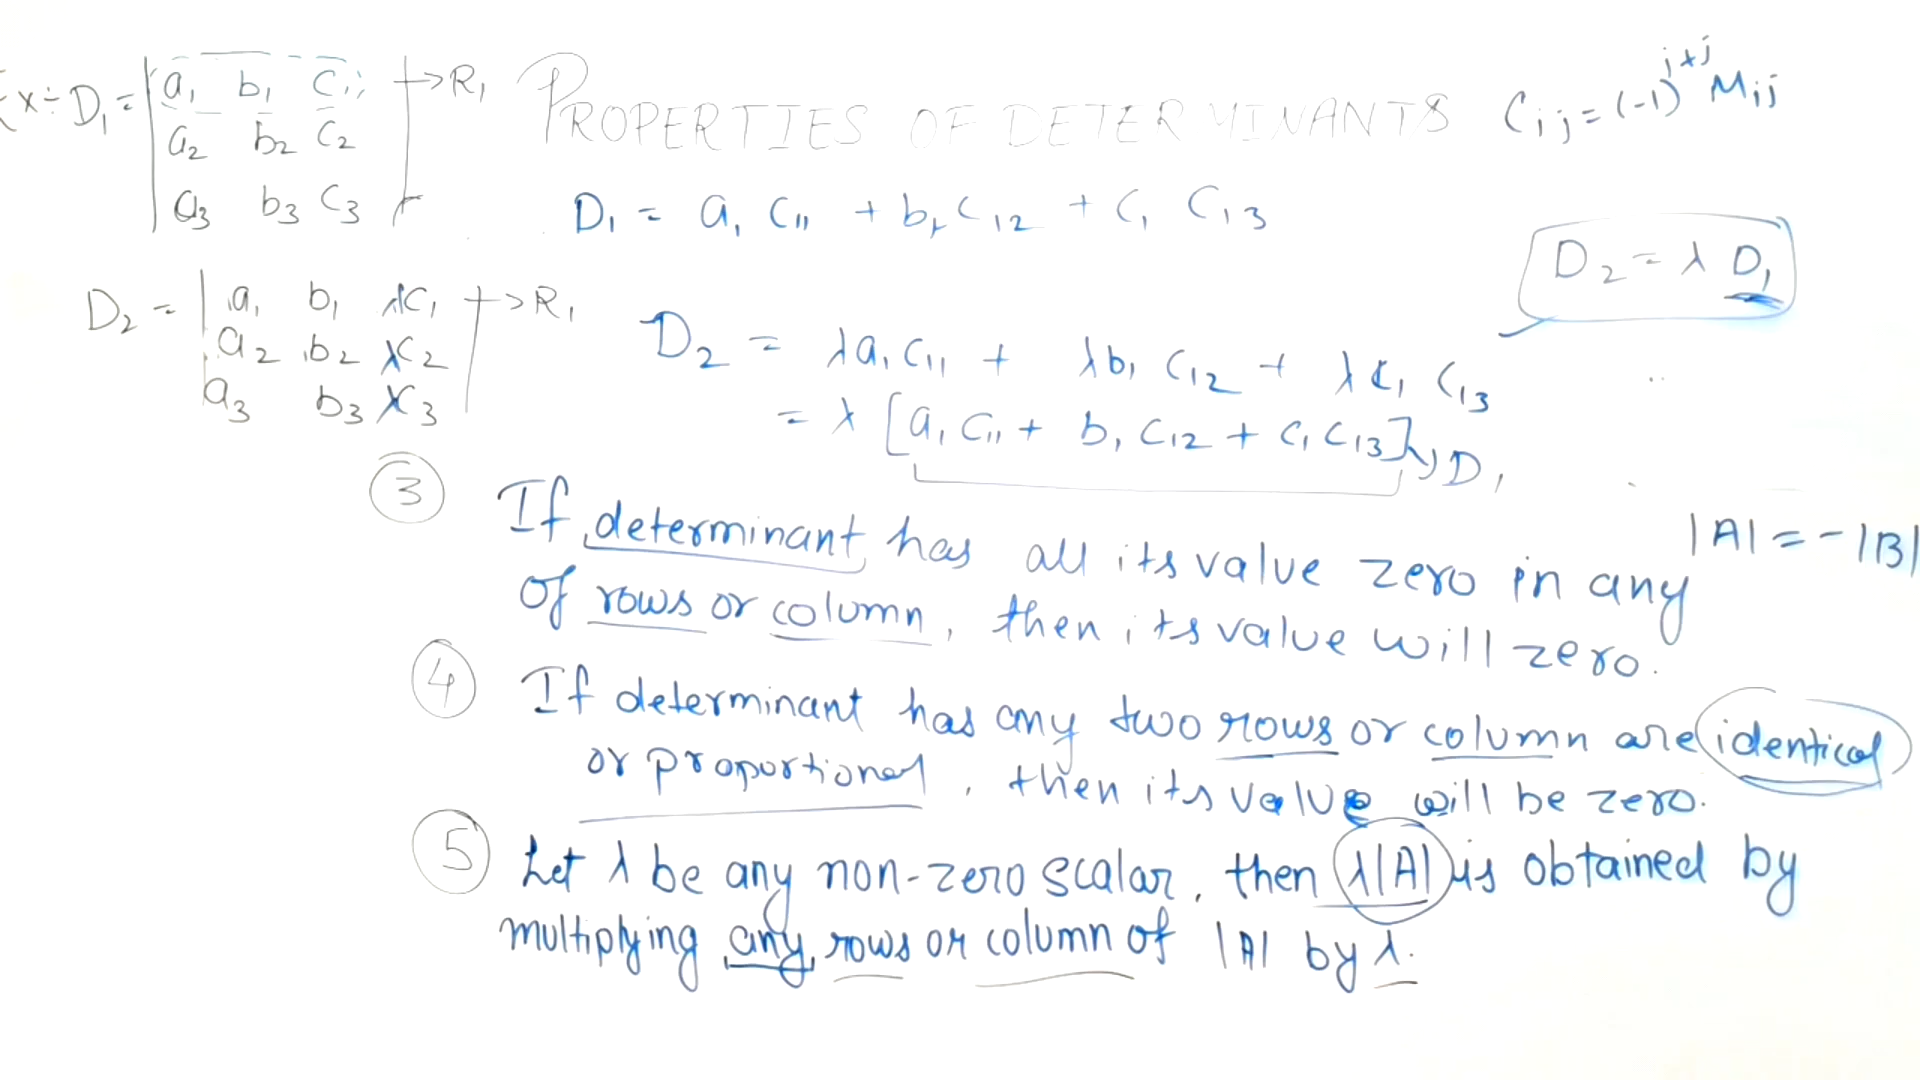 Ex÷ D₁ = | a₁ b₁ c₁ | → R₁
a₂ b₂ c₂
a₃ b₃ c₃
PROPERTIES OF DETERMINANTS
Cij = (-1)^(i+j) Mij
D₁ = a₁ C₁₁ + b₁ C₁₂ + C₁ C₁₃
D₂ = λ D₁
D₂ = | a₁ b₁ λC₁ | → R₁
a₂ b₂ λC₂
a₃ b₃ λC₃
D₂ = λa₁ C₁₁ + λb₁ C₁₂ + λC₁ C₁₃
= λ [a₁ C₁₁ + b₁ C₁₂ + C₁ C₁₃] → D₁
③ If determinant has all its value zero in any
of rows or column, then its value will zero.
|A| = -|B|
④ If determinant has any two rows or column are identical
or proportional, then its value will be zero.
⑤ Let λ be any non-zero scalar, then λ|A| is obtained by
multiplying any rows or column of |A| by λ.